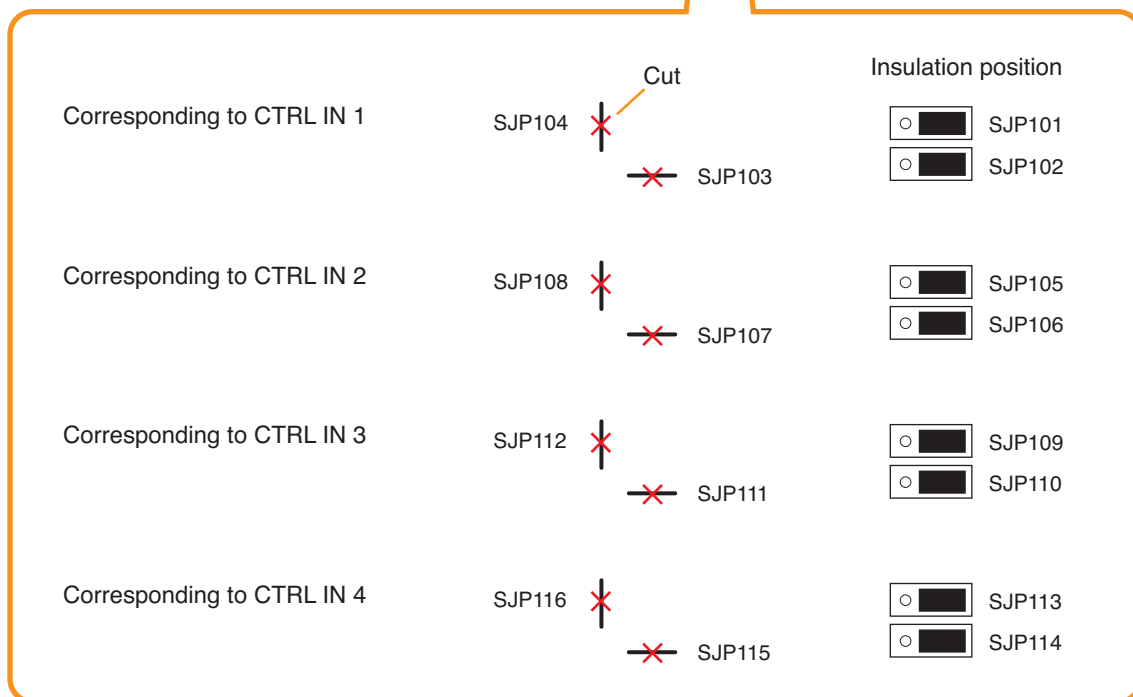 Cut
Insulation position
Corresponding to CTRL IN 1
SJP104
SJP101
SJP102
SJP103
Corresponding to CTRL IN 2
SJP108
SJP105
SJP106
SJP107
Corresponding to CTRL IN 3
SJP112
SJP109
SJP110
SJP111
Corresponding to CTRL IN 4
SJP116
SJP113
SJP114
SJP115